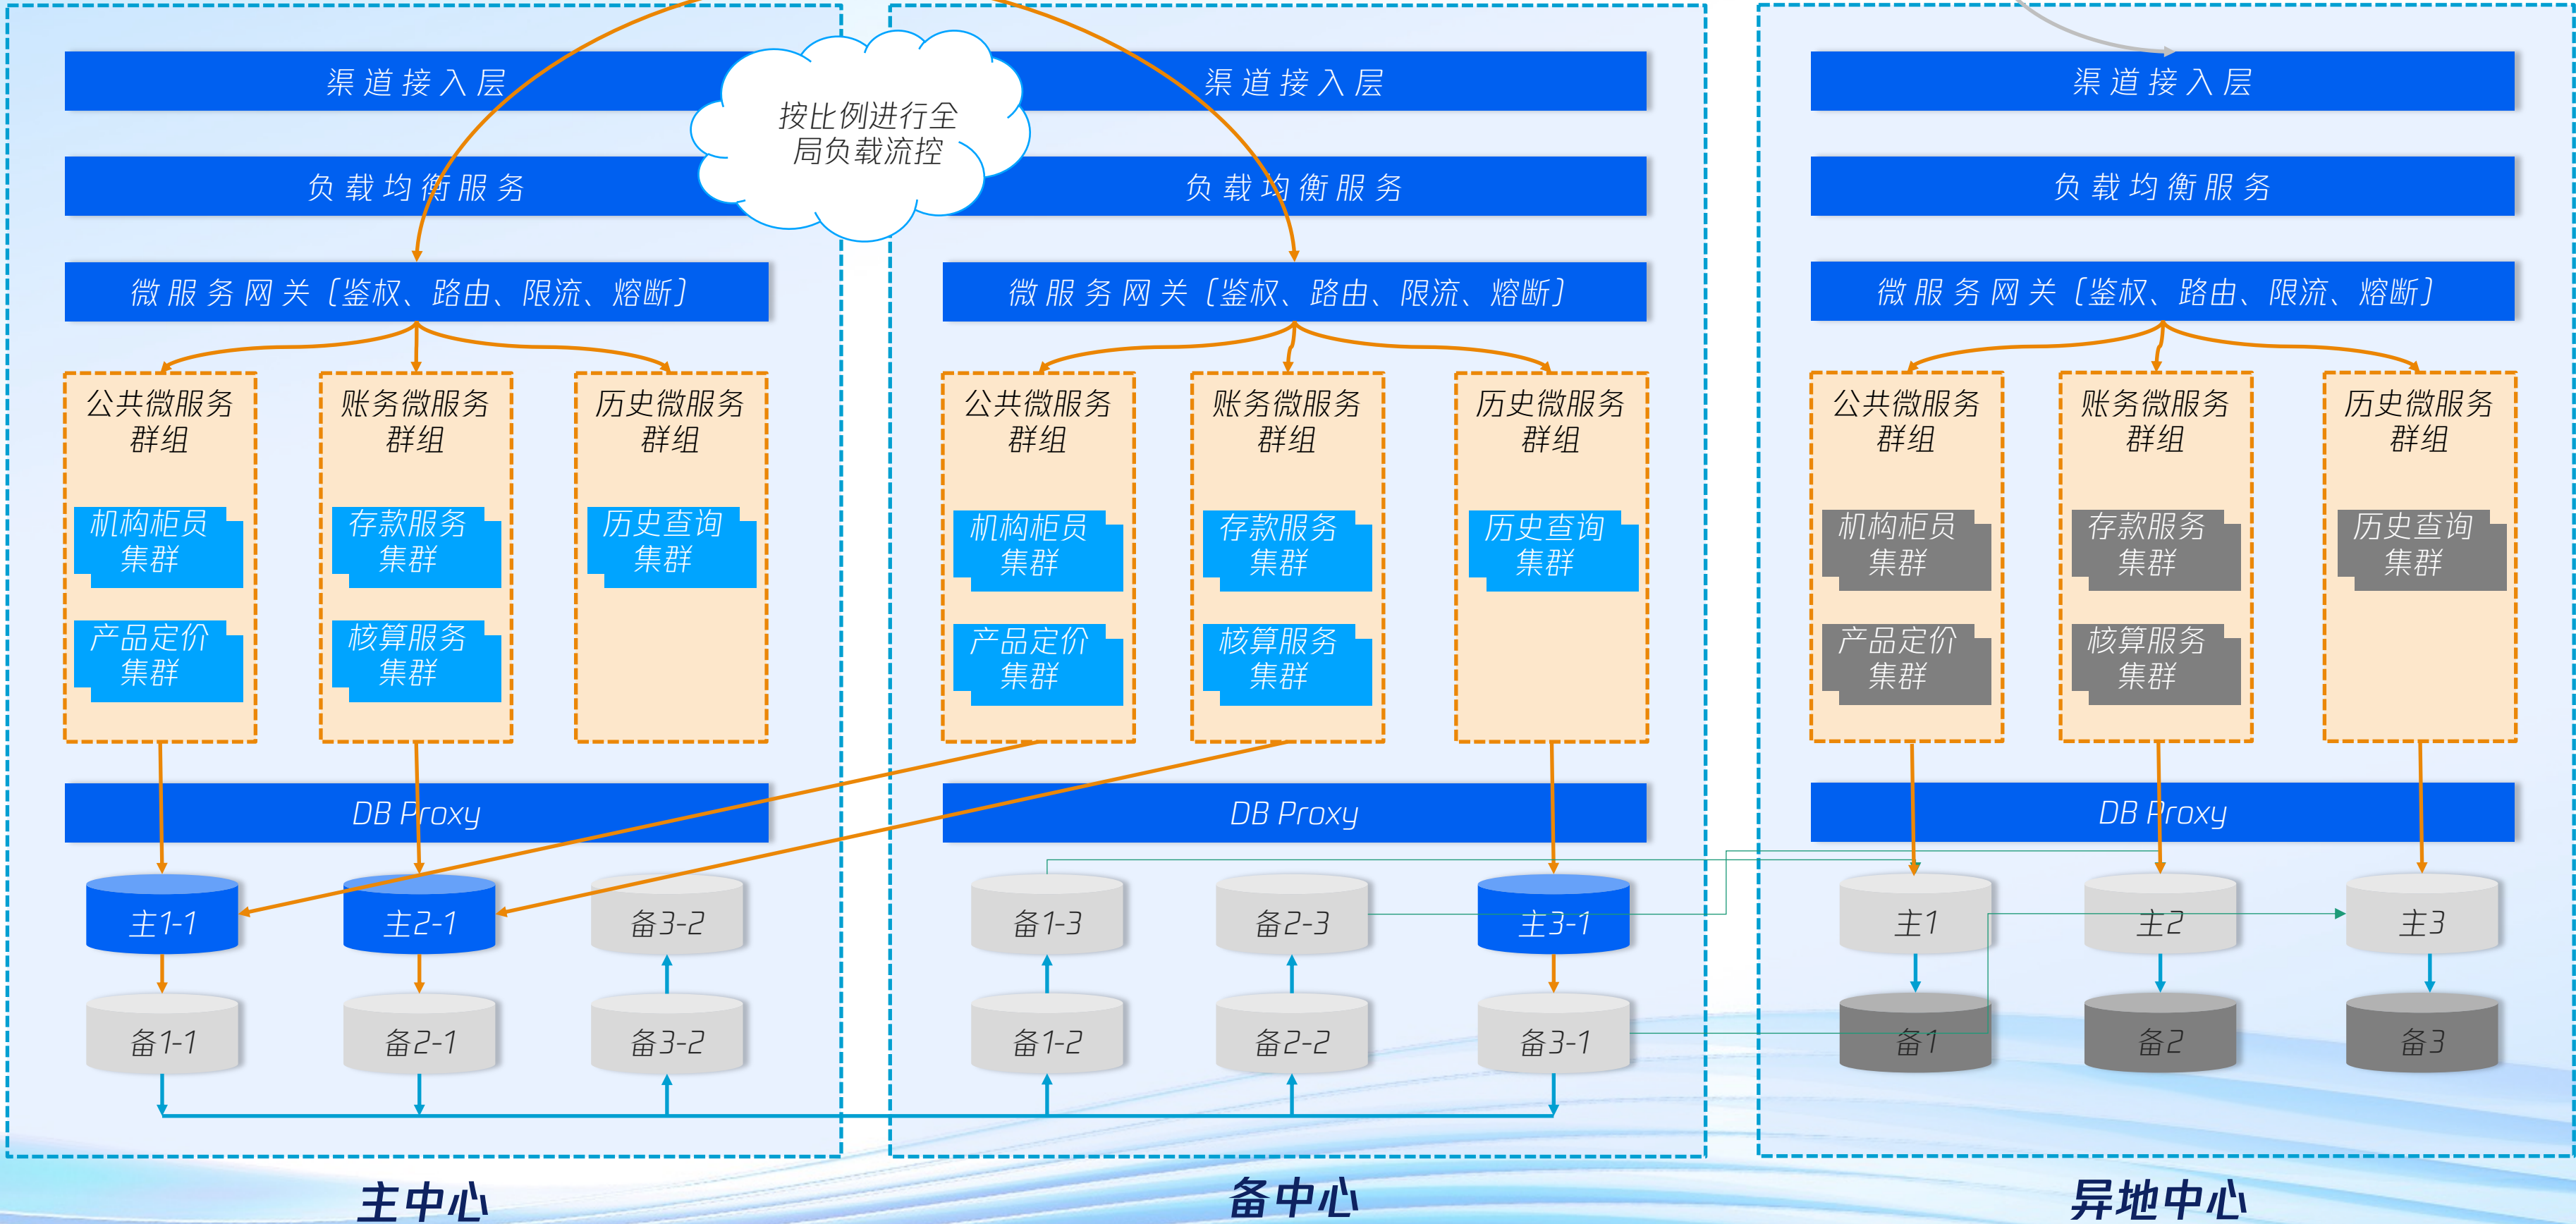 渠道接入层
负载均衡服务
微服务网关（鉴权、路由、限流、熔断）
公共微服务
群组
机构柜员
集群
产品定价
集群
账务微服务
群组
存款服务
集群
核算服务
集群
历史微服务
群组
历史查询
集群
DB Proxy
主1-1
主2-1
备3-2
备1-1
备2-1
备3-2
主中心
按比例进行全
局负载流控
渠道接入层
负载均衡服务
微服务网关（鉴权、路由、限流、熔断）
公共微服务
群组
机构柜员
集群
产品定价
集群
账务微服务
群组
存款服务
集群
核算服务
集群
历史微服务
群组
历史查询
集群
DB Proxy
备1-3
备2-3
主3-1
备1-2
备2-2
备3-1
备中心
渠道接入层
负载均衡服务
微服务网关（鉴权、路由、限流、熔断）
公共微服务
群组
机构柜员
集群
产品定价
集群
账务微服务
群组
存款服务
集群
核算服务
集群
历史微服务
群组
历史查询
集群
DB Proxy
主1
主2
主3
备1
备2
备3
异地中心